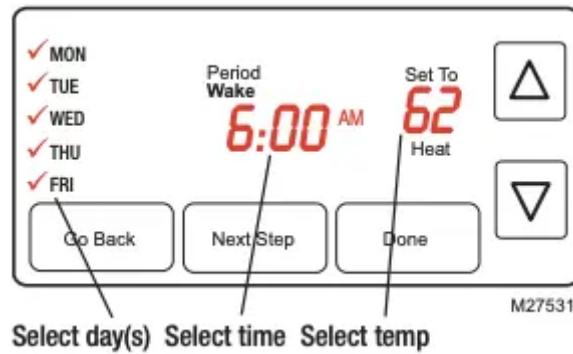 MON
TUE
WED
THU
FRI
Period
Wake
6:00 AM
Set To
62
Heat
Go Back
Next Step
Done
M27531
Select day(s) Select time Select temp